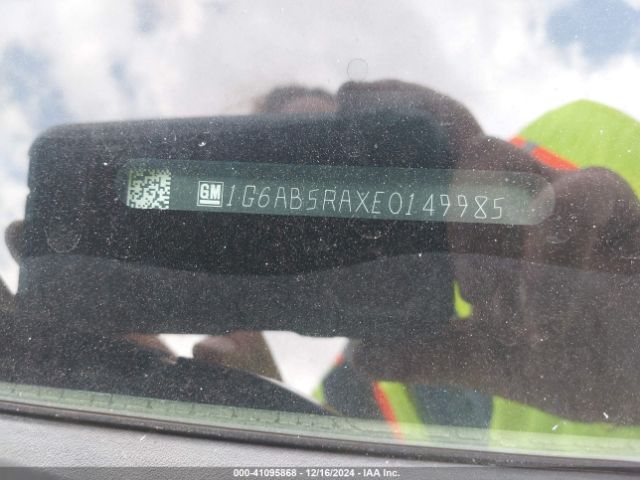 GM 1G6AB5RAXE0149985
000-41095868 • 12/16/2024 - IAA Inc.